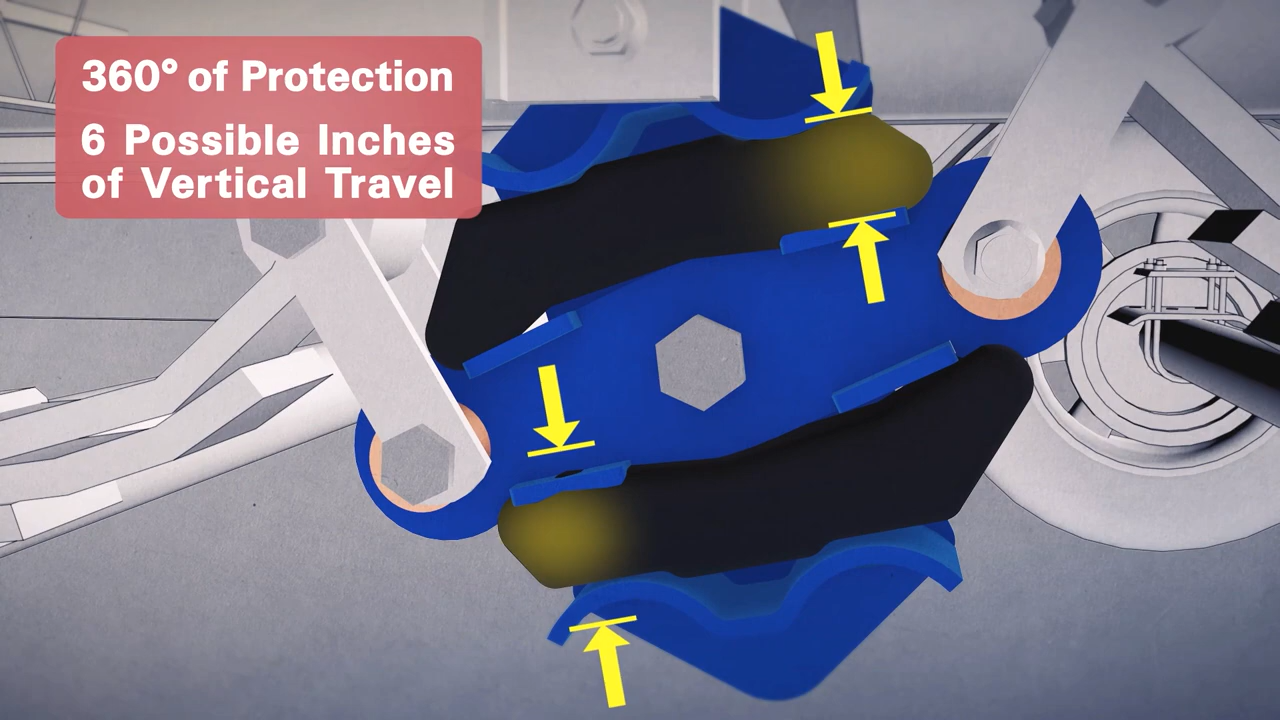 360° of Protection
6 Possible Inches
of Vertical Travel